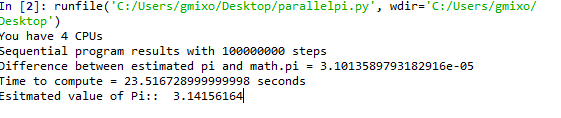 In [2]: runfile('C:/Users/gmixo/Desktop/parallelpi.py', wdir='C:/Users/gmixo/
Desktop')
You have 4 CPUs
Sequential program results with 100000000 steps
Difference between estimated pi and math.pi = 3.1013589793182916e-05
Time to compute = 23.516728999999998 seconds
Esitmated value of Pi::  3.14156164